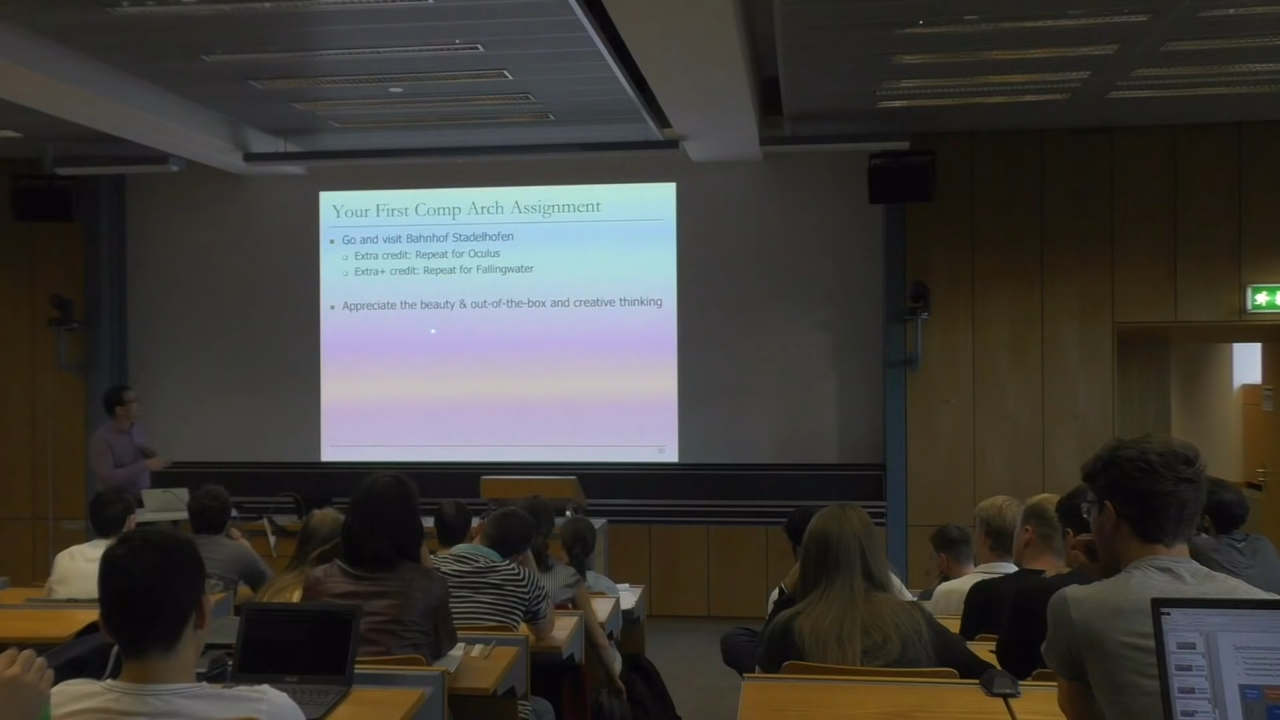 Your First Comp Arch Assignment
Go and visit Bahnhof Stadelhofen
Extra credit: Repeat for Oculus
Extra+ credit: Repeat for Fallingwater
Appreciate the beauty & out-of-the-box and creative thinking